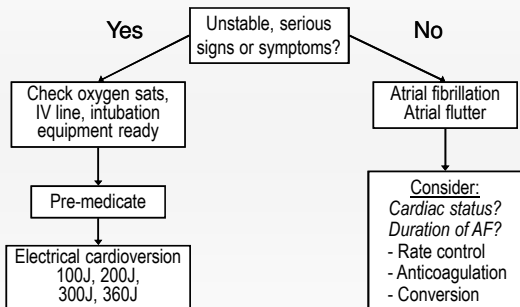 Unstable, serious
signs or symptoms?
Yes
No
Check oxygen sats,
IV line, intubation
equipment ready
Pre-medicate
Electrical cardioversion
100J, 200J,
300J, 360J
Atrial fibrillation
Atrial flutter
Consider:
Cardiac status?
Duration of AF?
- Rate control
- Anticoagulation
- Conversion